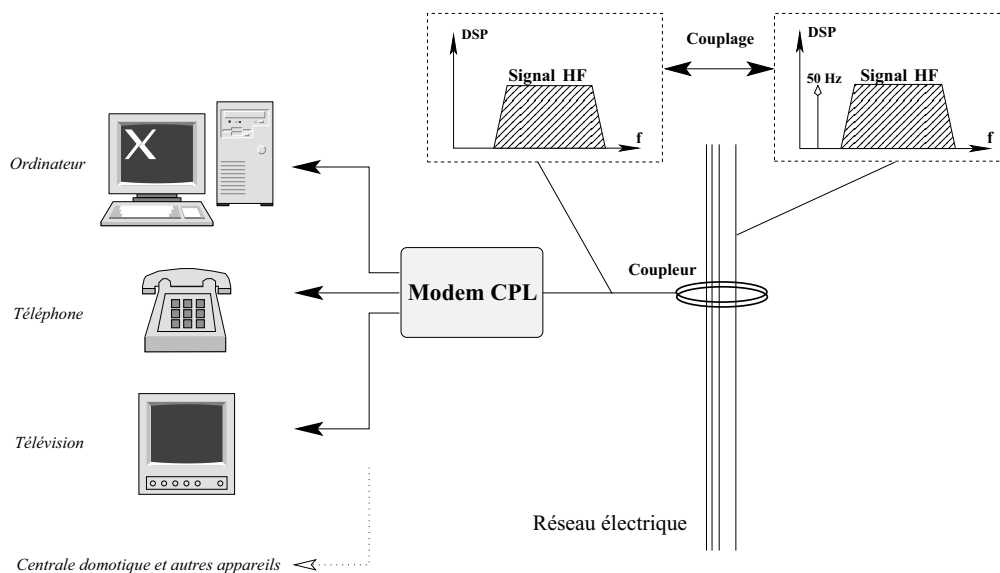 DSP
Signal HF
f
Couplage
DSP
50 Hz
Signal HF
f
Ordinateur
X
Téléphone
Modem CPL
Coupleur
Télévision
Réseau électrique
Centrale domotique et autres appareils